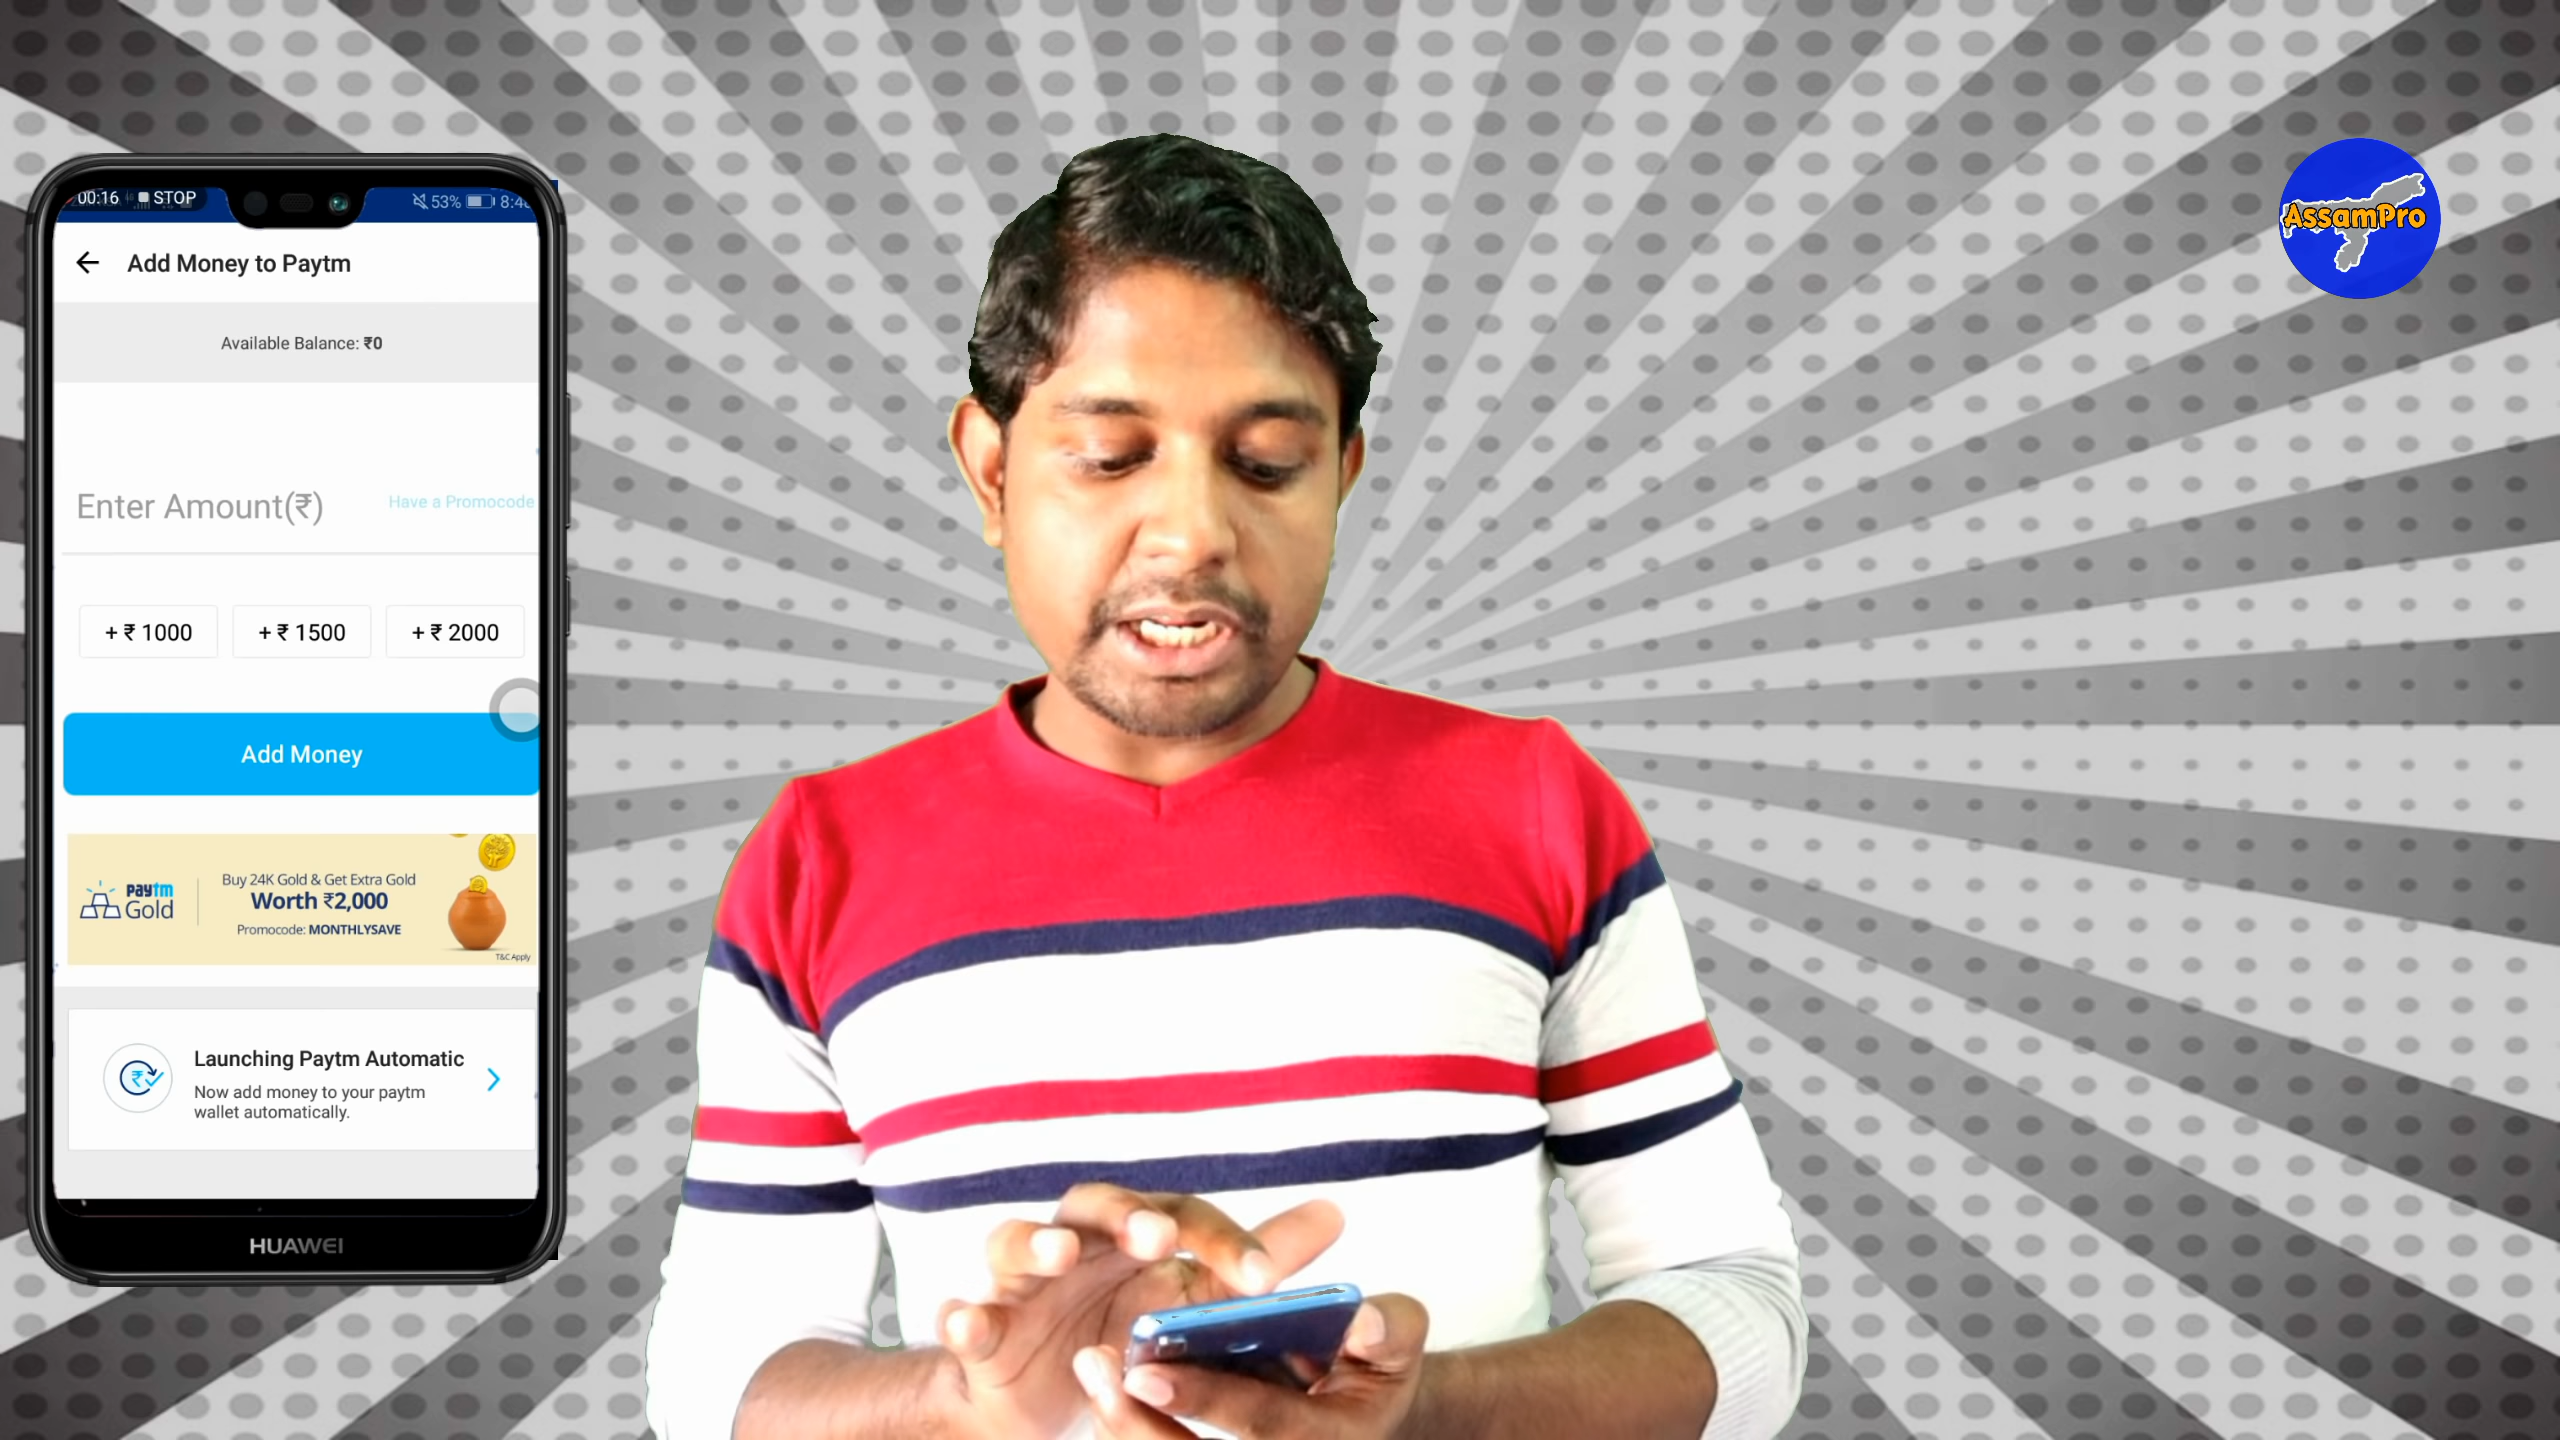 00:16 STOP
53%
Add Money to Paytm
Available Balance: ₹0
Enter Amount(₹)
Have a Promocode
+ ₹ 1000
+ ₹ 1500
+ ₹ 2000
Add Money
paytm
Gold
Buy 24K Gold & Get Extra Gold
Worth ₹2,000
Promocode: MONTHLYSAVE
T&C Apply
Launching Paytm Automatic
Now add money to your paytm
wallet automatically.
HUAWEI
AssamPro